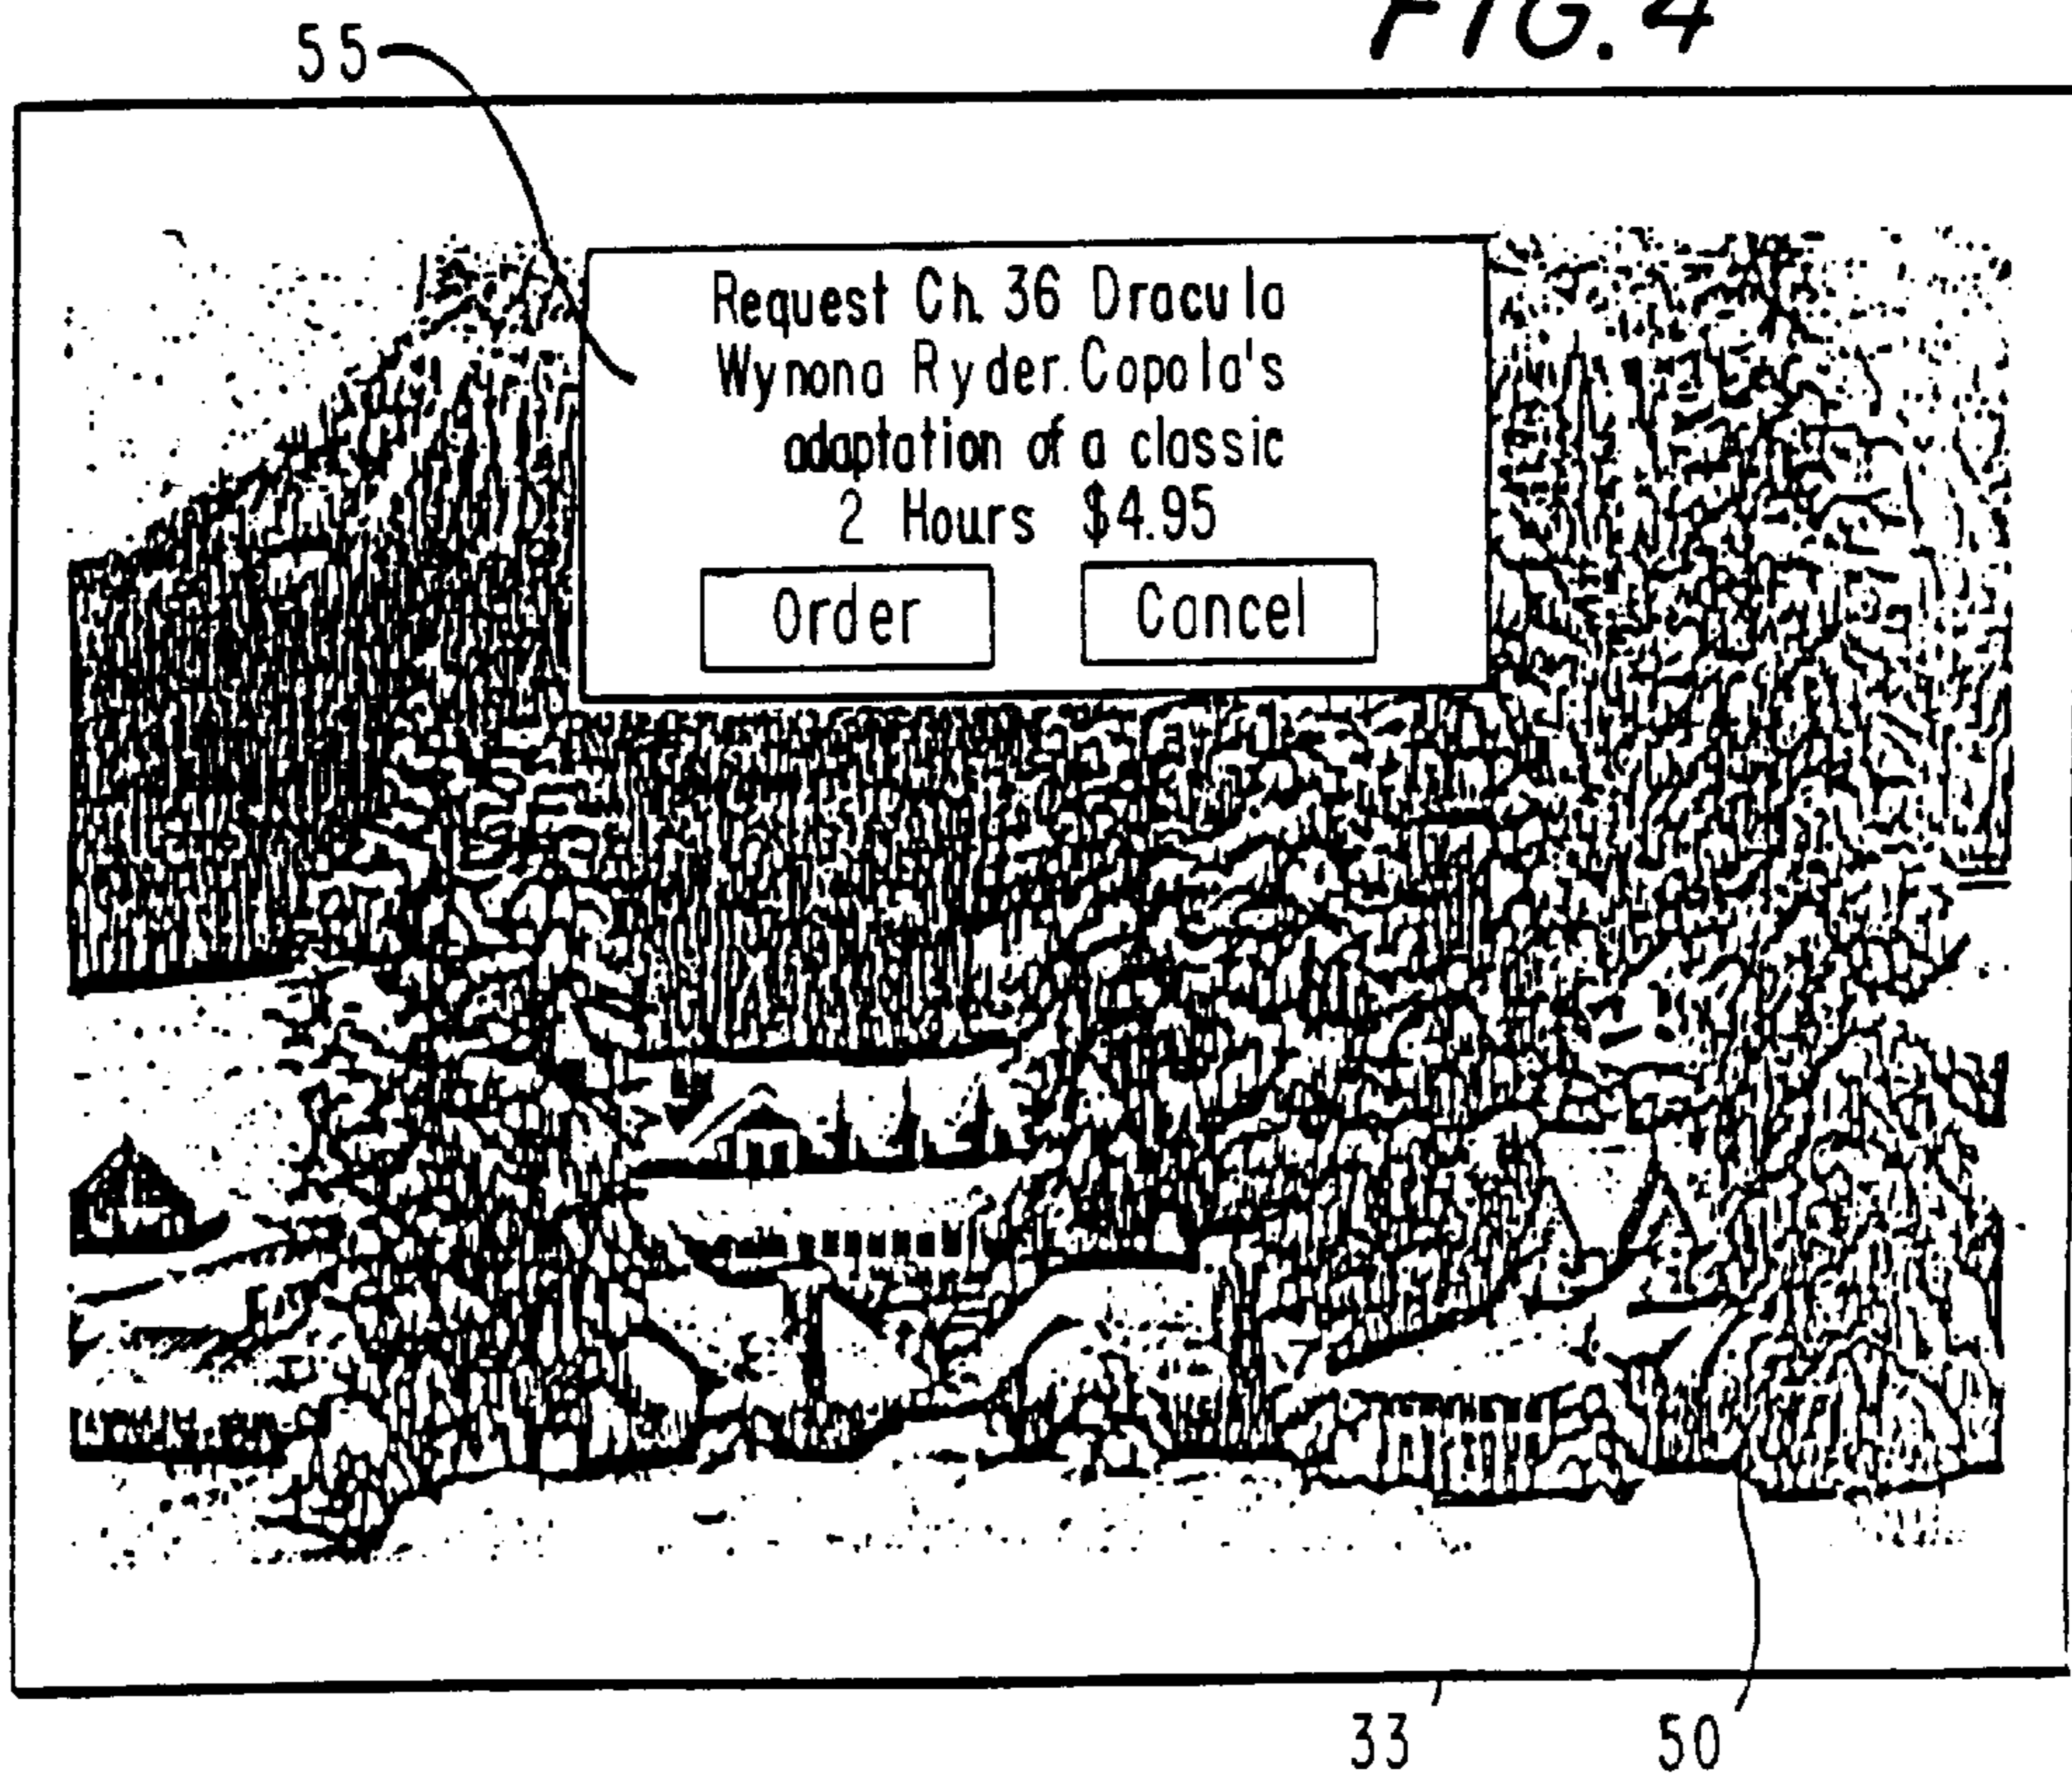 FIG. 4
55
Request Ch. 36 Dracula
Wynona Ryder. Copola's
adaptation of a classic
2 Hours $4.95
Order Cancel
33 50